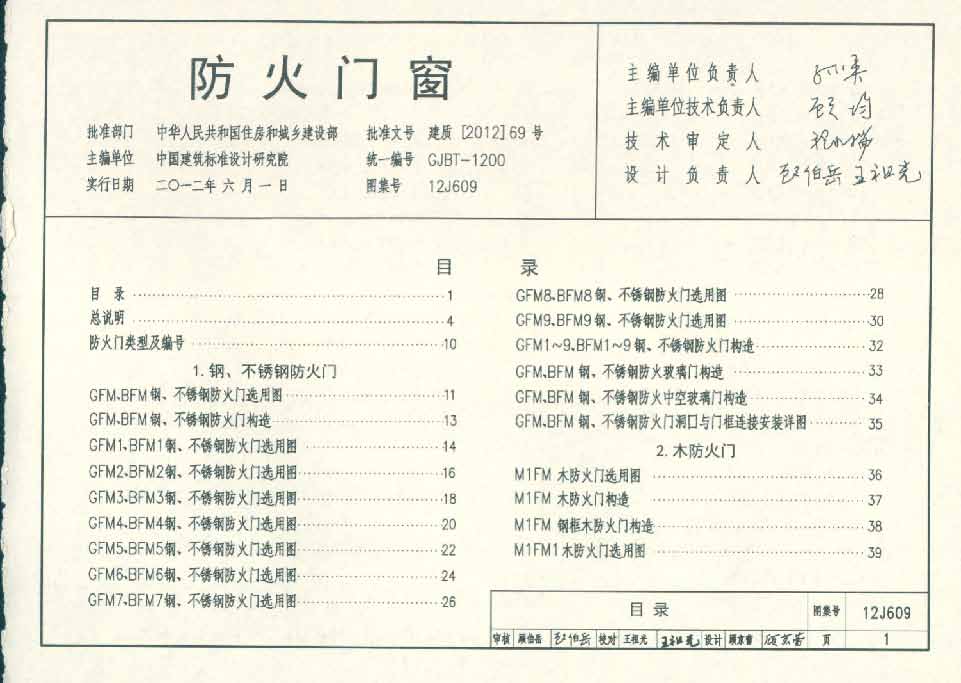 防火门窗
批准部门 中华人民共和国住房和城乡建设部 批准文号 建质[2012]69号
主编单位 中国建筑标准设计研究院 统一编号 GJBT-1200
实行日期 二〇一二年六月一日 图集号 12J609
主编单位负责人
主编单位技术负责人
技术审定人
设计负责人
目录
目录 1
总说明 4
防火门类型及编号 10
1.钢、不锈钢防火门
GFM、BFM钢、不锈钢防火门选用图 11
GFM、BFM钢、不锈钢防火门构造 13
GFM1、BFM1钢、不锈钢防火门选用图 14
GFM2、BFM2钢、不锈钢防火门选用图 16
GFM3、BFM3钢、不锈钢防火门选用图 18
GFM4、BFM4钢、不锈钢防火门选用图 20
GFM5、BFM5钢、不锈钢防火门选用图 22
GFM6、BFM6钢、不锈钢防火门选用图 24
GFM7、BFM7钢、不锈钢防火门选用图 26
GFM8、BFM8钢、不锈钢防火门选用图 28
GFM9、BFM9钢、不锈钢防火门选用图 30
GFM1~9、BFM1~9钢、不锈钢防火门构造 32
GFM、BFM钢、不锈钢防火玻璃门构造 33
GFM、BFM钢、不锈钢防火中空玻璃门构造 34
GFM、BFM钢、不锈钢防火门洞口与门框连接安装详图 35
2.木防火门
M1FM 木防火门选用图 36
M1FM 木防火门构造 37
M1FM 钢框木防火门构造 38
M1FM1木防火门选用图 39
目录 图集号 12J609
审核 顾伯岳 校对 王祖光 设计 顾京蕾 页 1